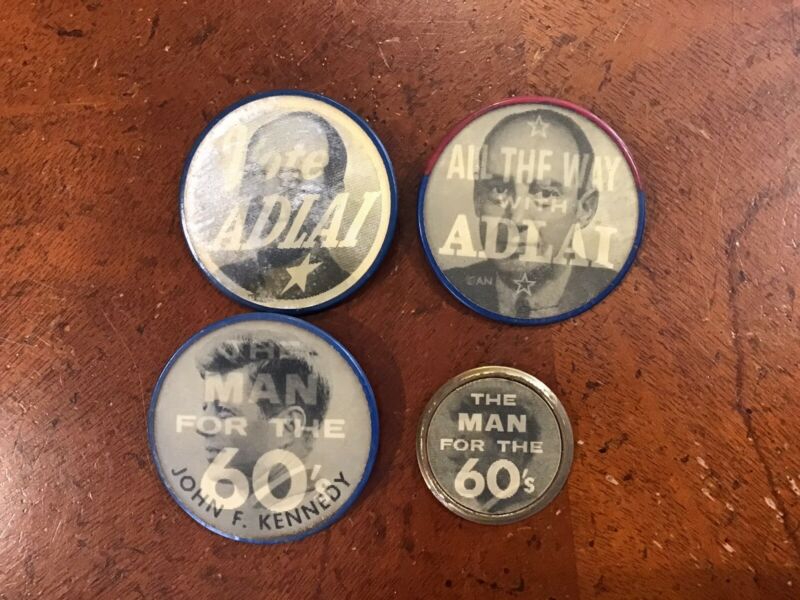 Vote
ADLAI
ALL THE WAY
WITH
ADLAI
THE
MAN
FOR THE
60's
JOHN F. KENNEDY
THE
MAN
FOR THE
60's